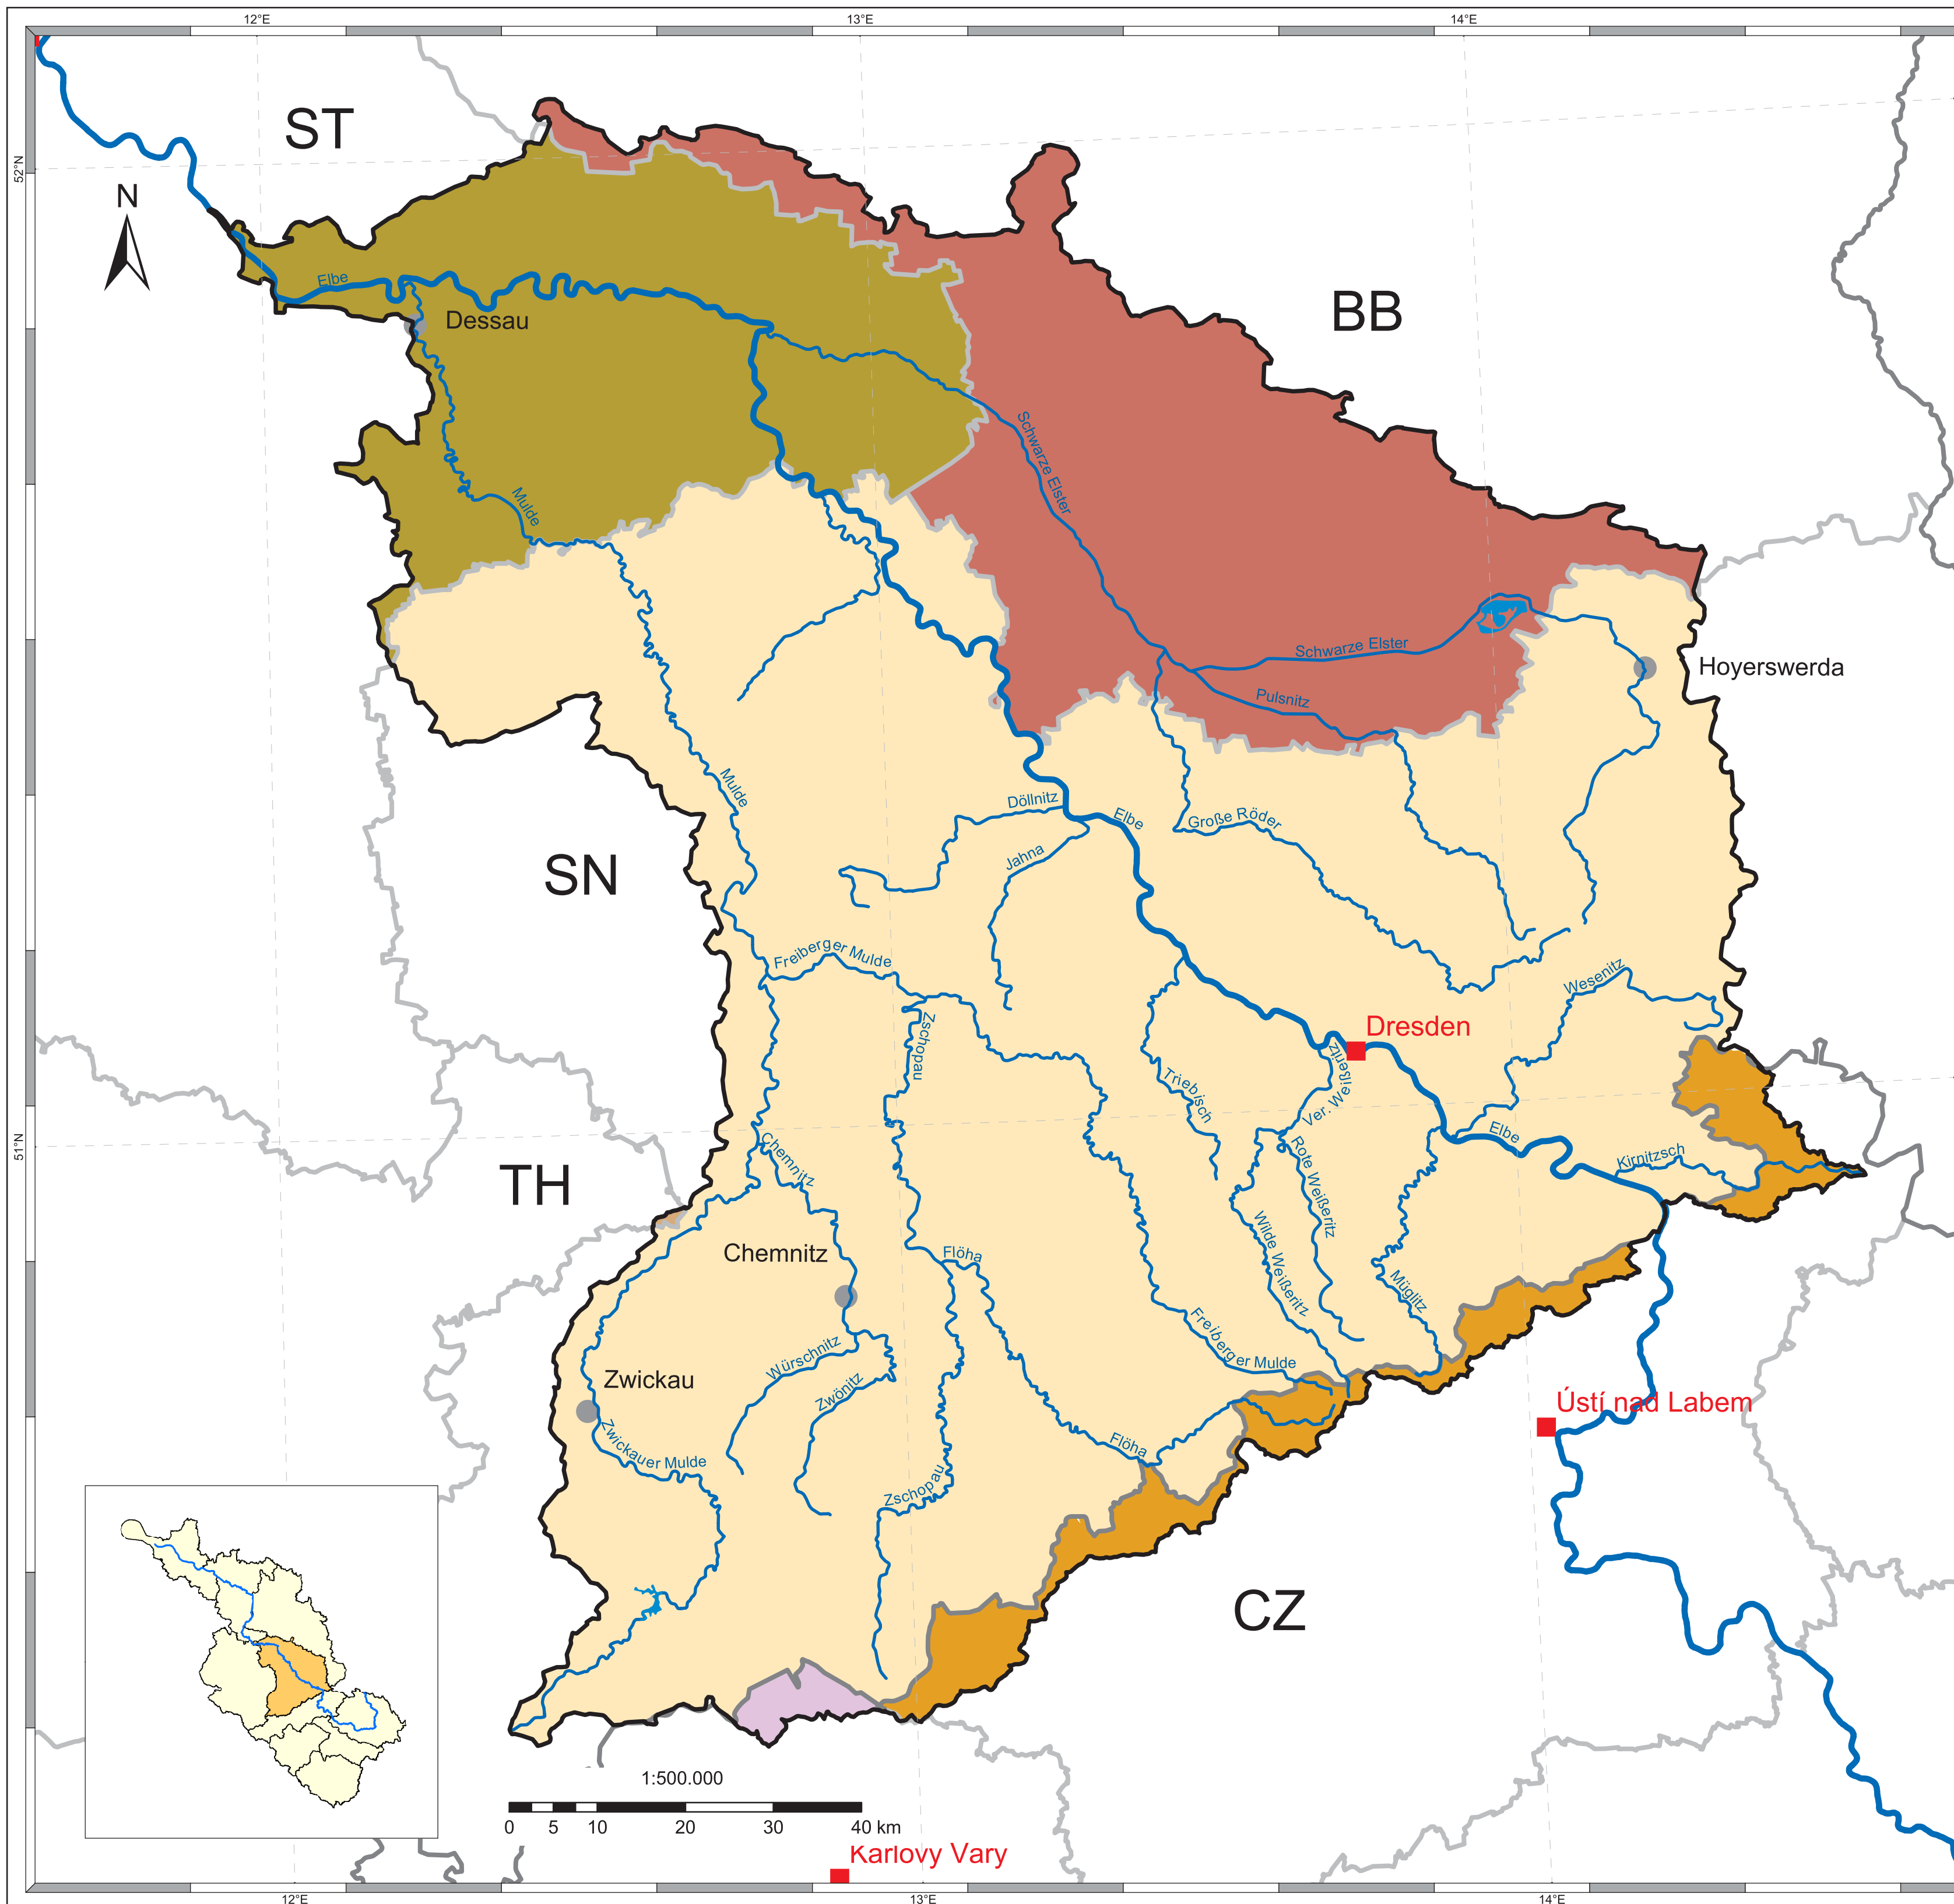 12°E
13°E
14°E
52°N
ST
N
BB
Elbe
Dessau
Schwarze Elster
Mulde
Schwarze Elster
Hoyerswerda
Pulsnitz
Mulde
Döllnitz
Elbe
Große Röder
Jahna
SN
Freiberger Mulde
Wesenitz
Zschopau
Dresden
Ver. Weißeritz
Triebisch
51°N
Elbe
Chemnitz
Rote Weißeritz
Kirnitzsch
TH
Wilde Weißeritz
Chemnitz
Flöha
Müglitz
Freiberger Mulde
Würschnitz
Zwickau
Zwönitz
Ústí nad Labem
Zwickauer Mulde
Flöha
Zschopau
CZ
1:500.000
0 5 10 20 30 40 km
Karlovy Vary
12°E
13°E
14°E